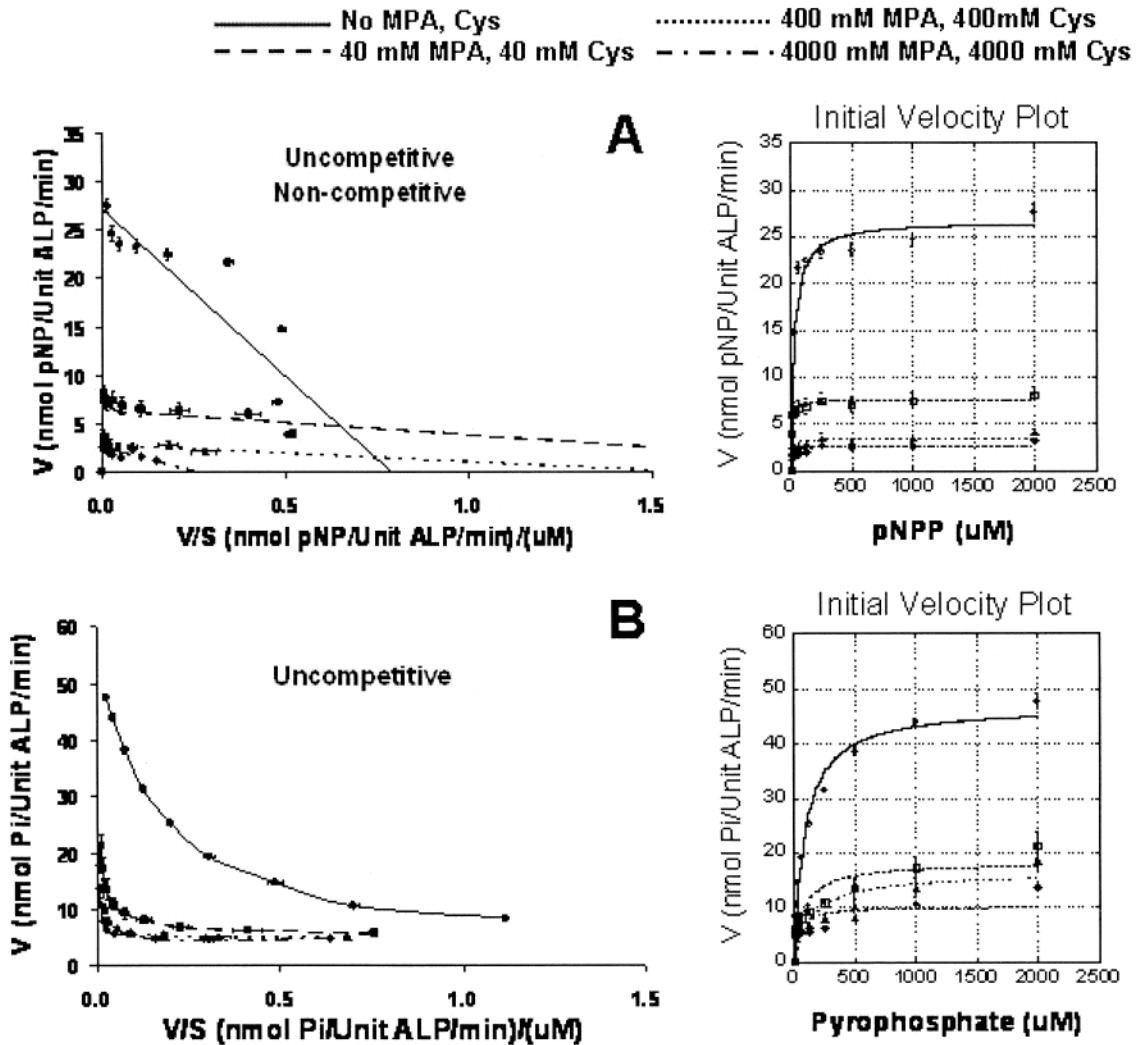 No MPA, Cys
400 mM MPA, 400mM Cys
40 mM MPA, 40 mM Cys
4000 mM MPA, 4000 mM Cys
A
Uncompetitive
Non-competitive
V (nmol pNP/Unit ALP/min)
35
30
25
20
15
10
5
0
0.0 0.5 1.0 1.5
V/S (nmol pNP/Unit ALP/min)/(uM)
Initial Velocity Plot
V (nmol pNP/Unit ALP/min)
35
30
25
20
15
10
5
0
0 500 1000 1500 2000 2500
pNPP (uM)
B
Uncompetitive
V (nmol Pi/Unit ALP/min)
60
50
40
30
20
10
0
0.0 0.5 1.0 1.5
V/S (nmol Pi/Unit ALP/min)/(uM)
Initial Velocity Plot
V (nmol Pi/Unit ALP/min)
60
50
40
30
20
10
0
0 500 1000 1500 2000 2500
Pyrophosphate (uM)